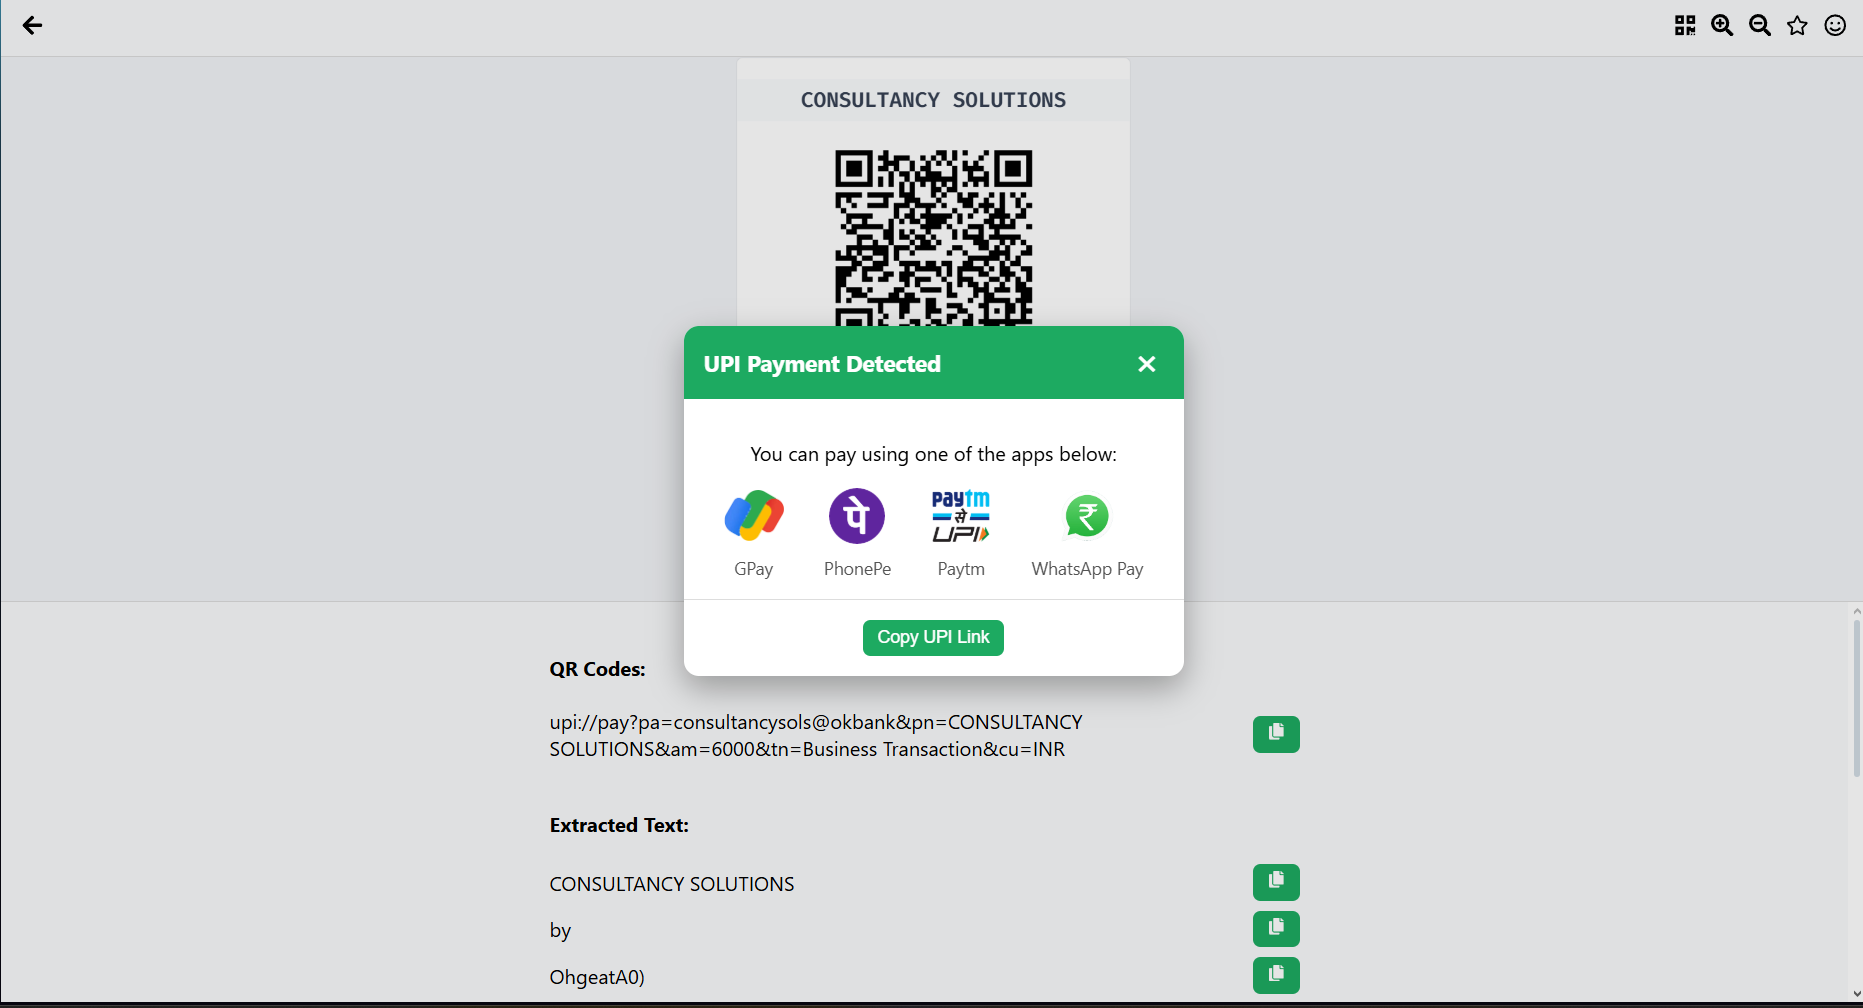 CONSULTANCY SOLUTIONS
UPI Payment Detected
You can pay using one of the apps below:
पे
paytm
से
UPI
₹
GPay
PhonePe
Paytm
WhatsApp Pay
Copy UPI Link
QR Codes:
upi://pay?pa=consultancysols@okbank&pn=CONSULTANCY
SOLUTIONS&am=6000&tn=Business Transaction&cu=INR
Extracted Text:
CONSULTANCY SOLUTIONS
by
OhgeatA0)